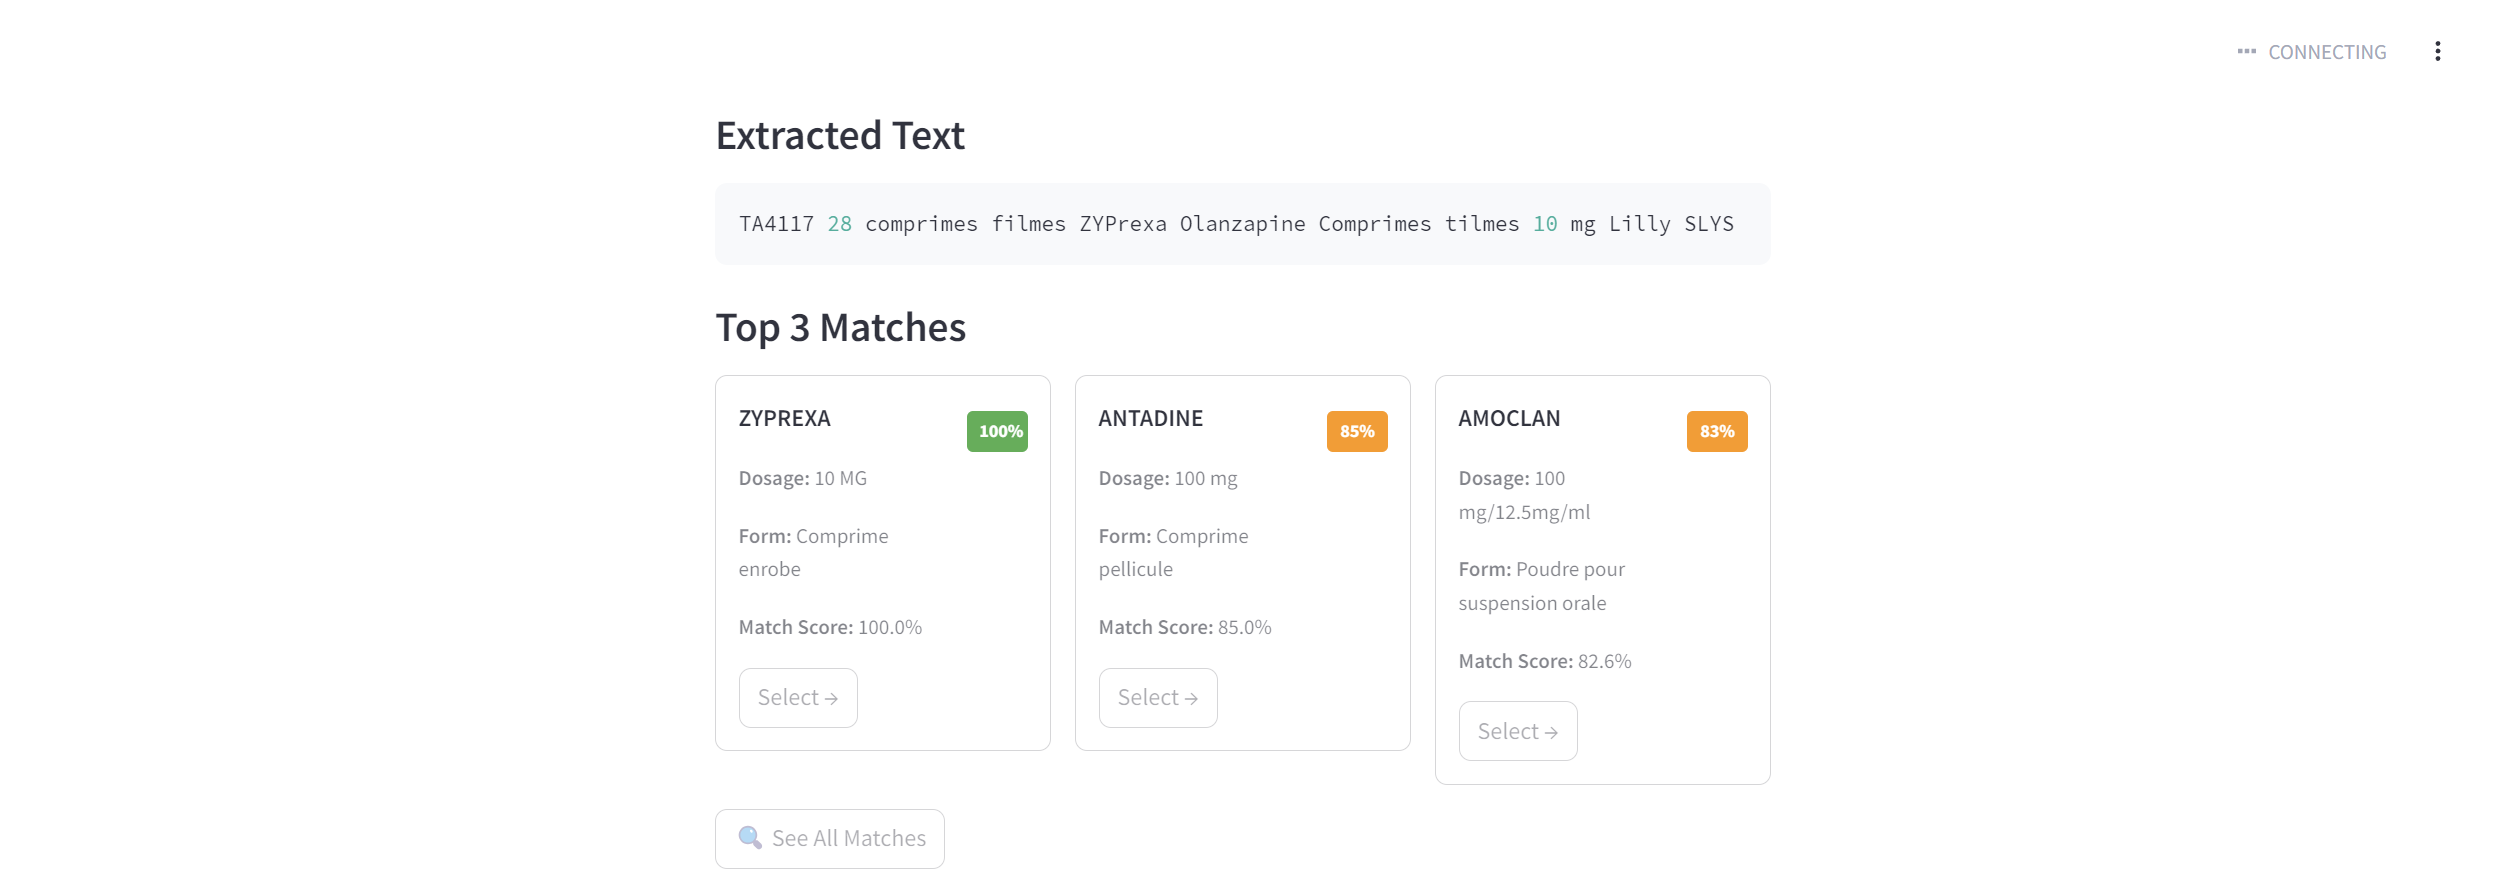 CONNECTING
Extracted Text
TA4117 28 comprimes filmes ZYPrexa Olanzapine Comprimes tilmes 10 mg Lilly SLYS
Top 3 Matches
ZYPREXA
100%
Dosage: 10 MG
Form: Comprime
enrobe
Match Score: 100.0%
Select →
ANTADINE
85%
Dosage: 100 mg
Form: Comprime
pellicule
Match Score: 85.0%
Select →
AMOCLAN
83%
Dosage: 100
mg/12.5mg/ml
Form: Poudre pour
suspension orale
Match Score: 82.6%
Select →
🔍 See All Matches